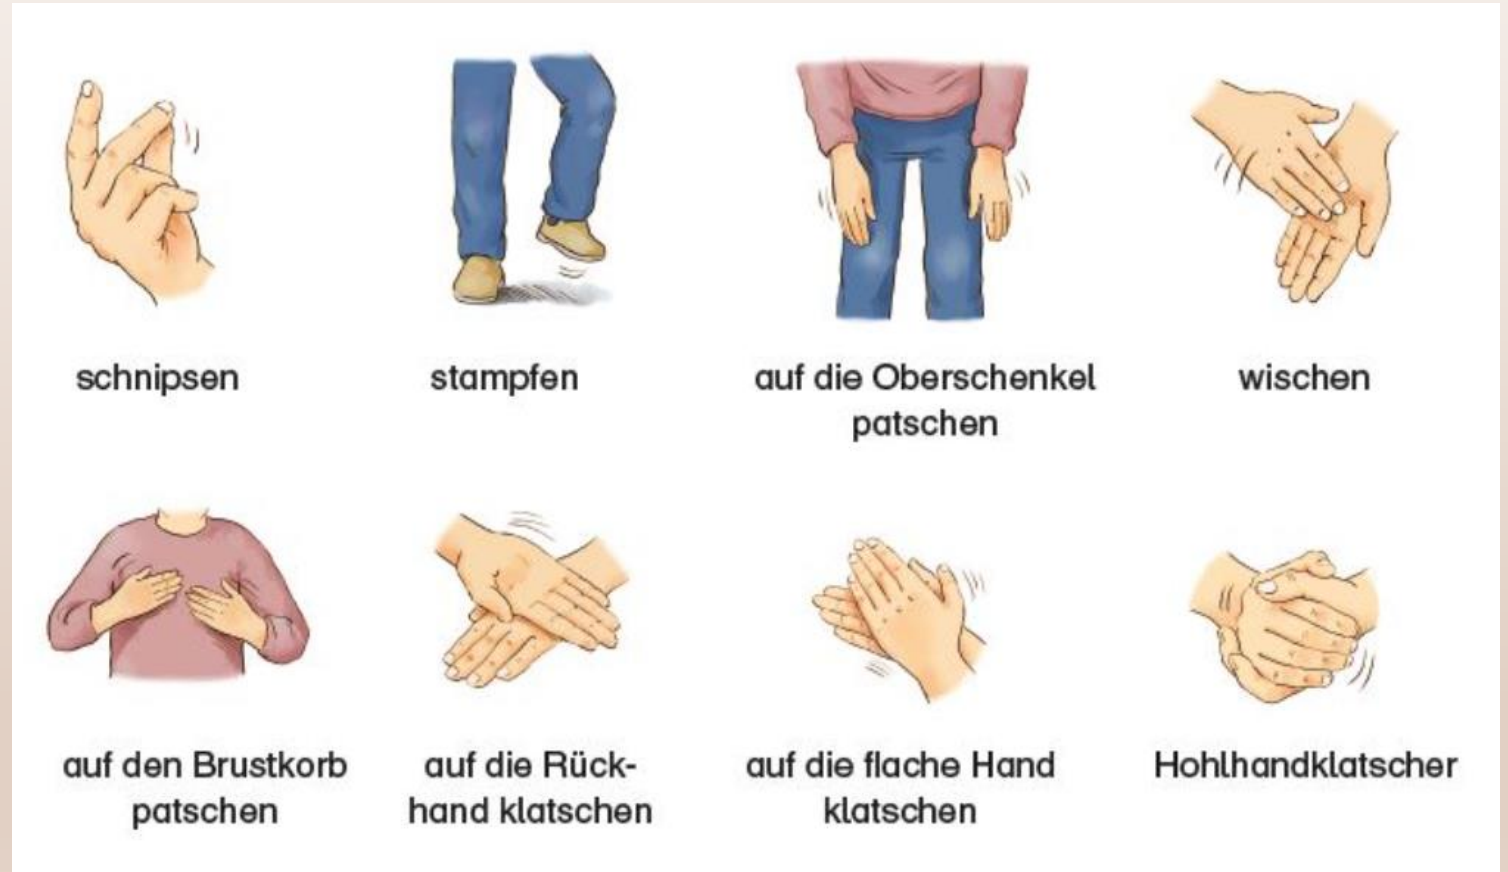 schnipsen
stampfen
auf die Oberschenkel
patschen
wischen
auf den Brustkorb
patschen
auf die Rück-
hand klatschen
auf die flache Hand
klatschen
Hohlhandklatscher